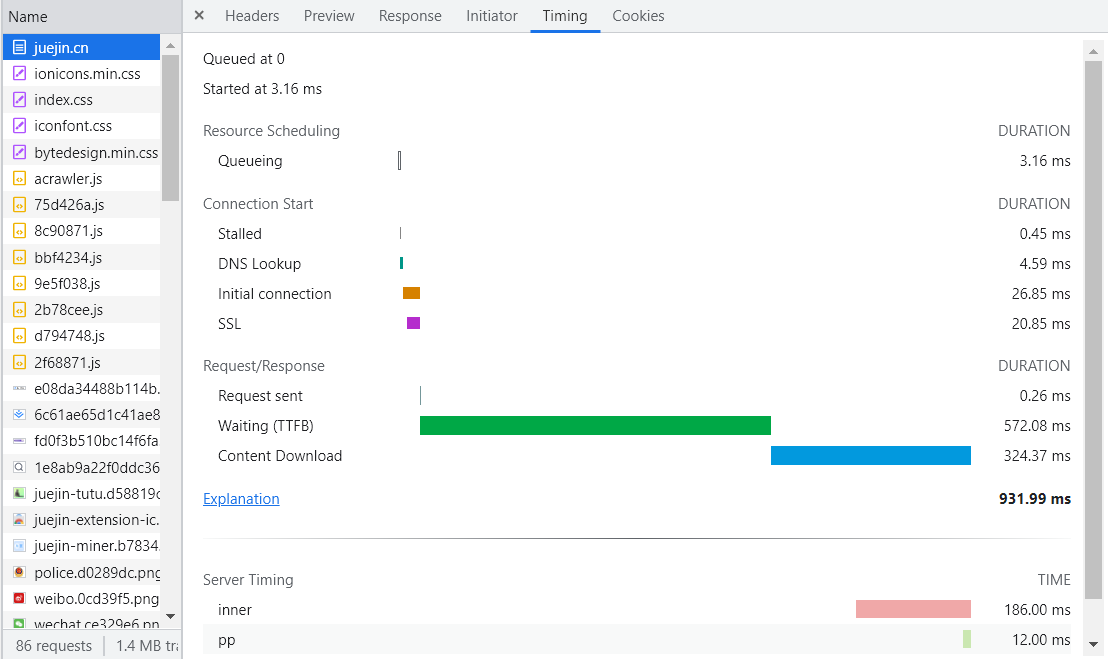 Name
× Headers Preview Response Initiator Timing Cookies
juejin.cn
ionicons.min.css
index.css
iconfont.css
bytedesign.min.css
acrawler.js
75d426a.js
8c90871.js
bbf4234.js
9e5f038.js
2b78cee.js
d794748.js
2f68871.js
e08da34488b114b.
6c61ae65d1c41ae8
fd0f3b510bc14f6fa
1e8ab9a22f0ddc36
juejin-tutu.d58819c
juejin-extension-ic.
juejin-miner.b7834.
police.d0289dc.png
weibo.0cd39f5.png
wechat.ce329e6.pn
86 requests 1.4 MB tra
Queued at 0
Started at 3.16 ms
Resource Scheduling DURATION
Queueing 3.16 ms
Connection Start DURATION
Stalled 0.45 ms
DNS Lookup 4.59 ms
Initial connection 26.85 ms
SSL 20.85 ms
Request/Response DURATION
Request sent 0.26 ms
Waiting (TTFB) 572.08 ms
Content Download 324.37 ms
Explanation 931.99 ms
Server Timing TIME
inner 186.00 ms
pp 12.00 ms